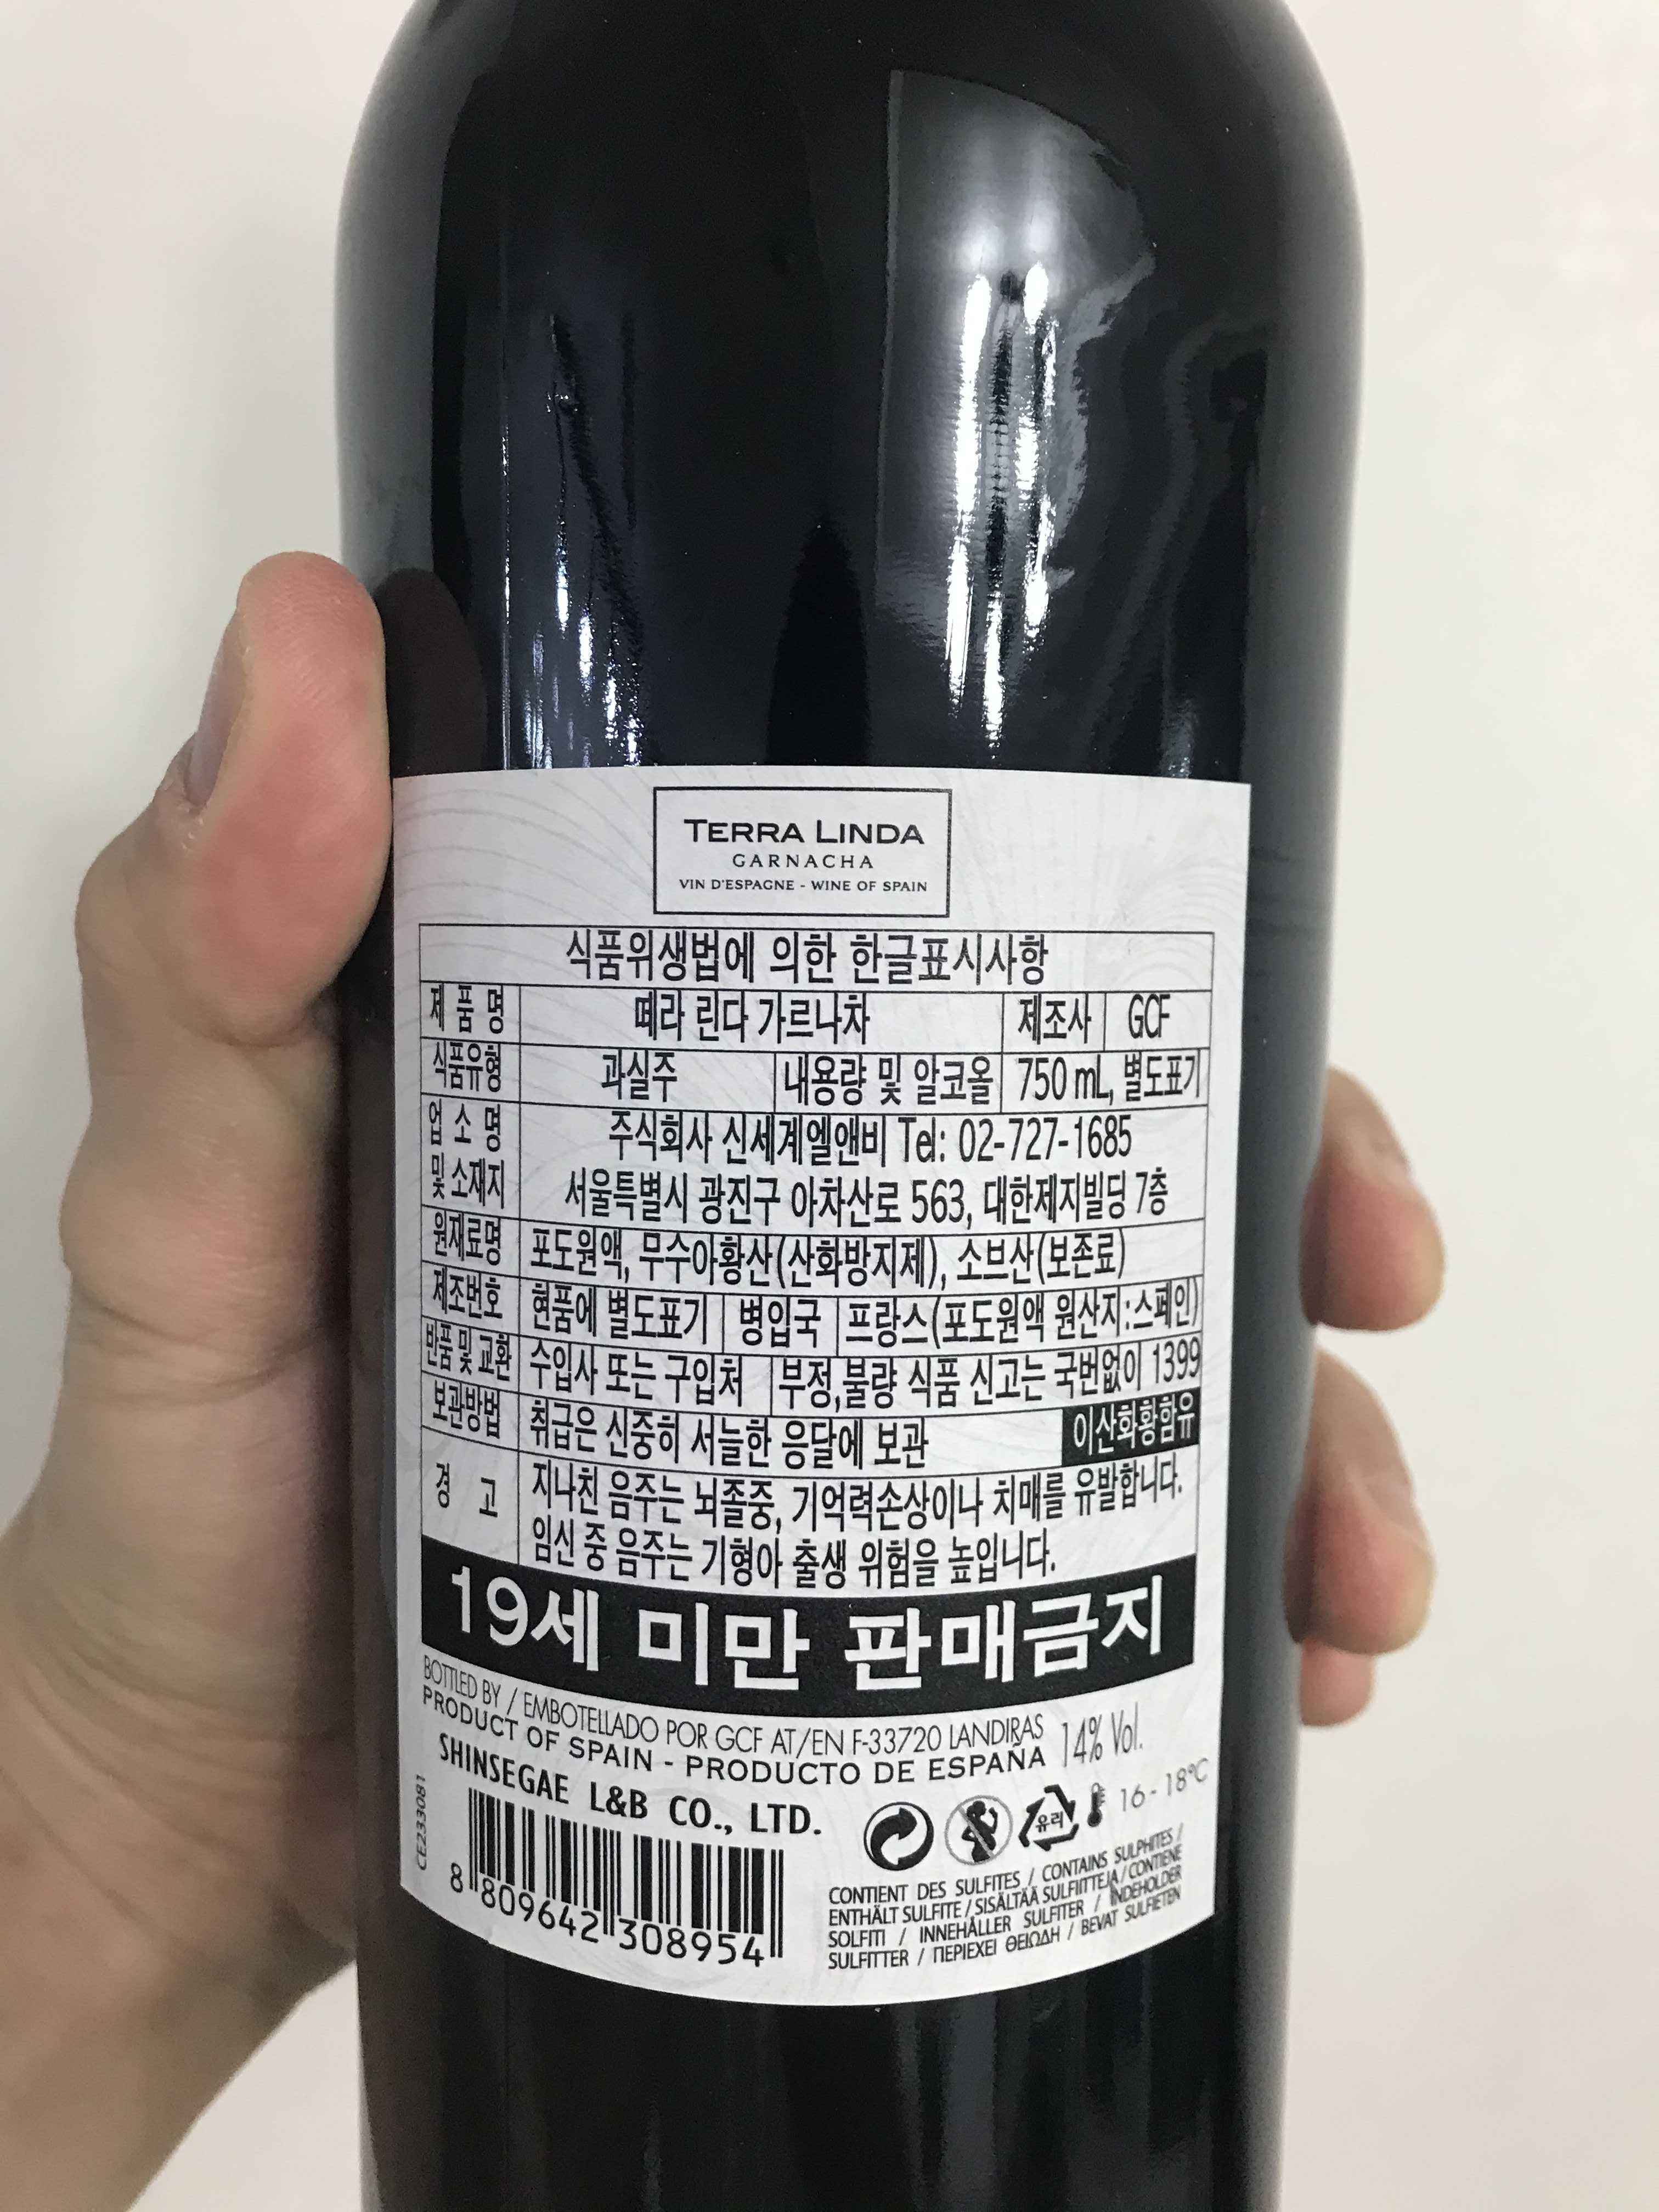 TERRA LINDA
GARNACHA
VIN D'ESPAGNE - WINE OF SPAIN
식품위생법에 의한 한글표시사항
제품명 떼라 린다 가르나차 제조사 GCF
식품유형 과실주 내용량 및 알코올 750 mL, 별도표기
업소명 주식회사 신세계엘앤비 Tel: 02-727-1685
및 소재지 서울특별시 광진구 아차산로 563, 대한제지빌딩 7층
원재료명 포도원액, 무수아황산(산화방지제), 소브산(보존료)
제조번호 현품에 별도표기 병입국 프랑스(포도원액 원산지:스페인)
반품 및 교환 수입사 또는 구입처 부정,불량 식품 신고는 국번없이 1399
보관방법 취급은 신중히 서늘한 응달에 보관 이산화황함유
경고 지나친 음주는 뇌졸중, 기억력손상이나 치매를 유발합니다.
임신 중 음주는 기형아 출생 위험을 높입니다.
19세 미만 판매금지
BOTTLED BY / EMBOTELLADO POR GCF AT/EN F-33720 LANDIRAS
PRODUCT OF SPAIN - PRODUCTO DE ESPAÑA 14% Vol.
SHINSEGAE L&B CO., LTD.
CE233081
유리
16-18°C
8 809642 308954
CONTIENT DES SULFITES / CONTAINS SULPHITES /
ENTHÄLT SULFITE / SISÄLTÄÄ SULFIITTEJA / CONTIENE
SOLFITI / INNEHÅLLER SULFITER / INDEHOLDER
SULFITTER / ΠΕΡΙΕΧΕΙ ΘΕΙΩΔΗ / BEVAT SULFIETEN